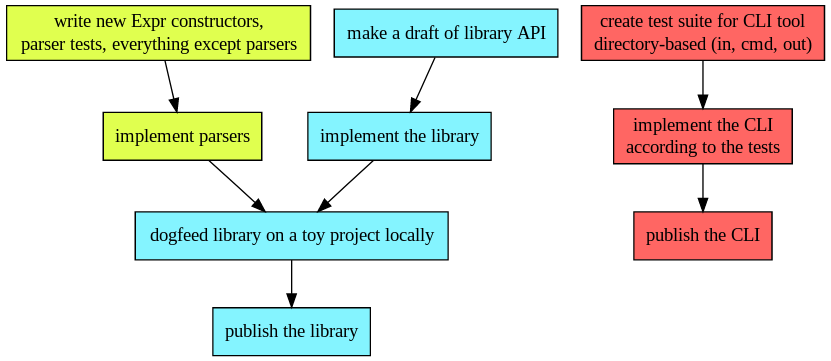 write new Expr constructors,
parser tests, everything except parsers
make a draft of library API
create test suite for CLI tool
directory-based (in, cmd, out)
implement parsers
implement the library
implement the CLI
according to the tests
dogfeed library on a toy project locally
publish the CLI
publish the library